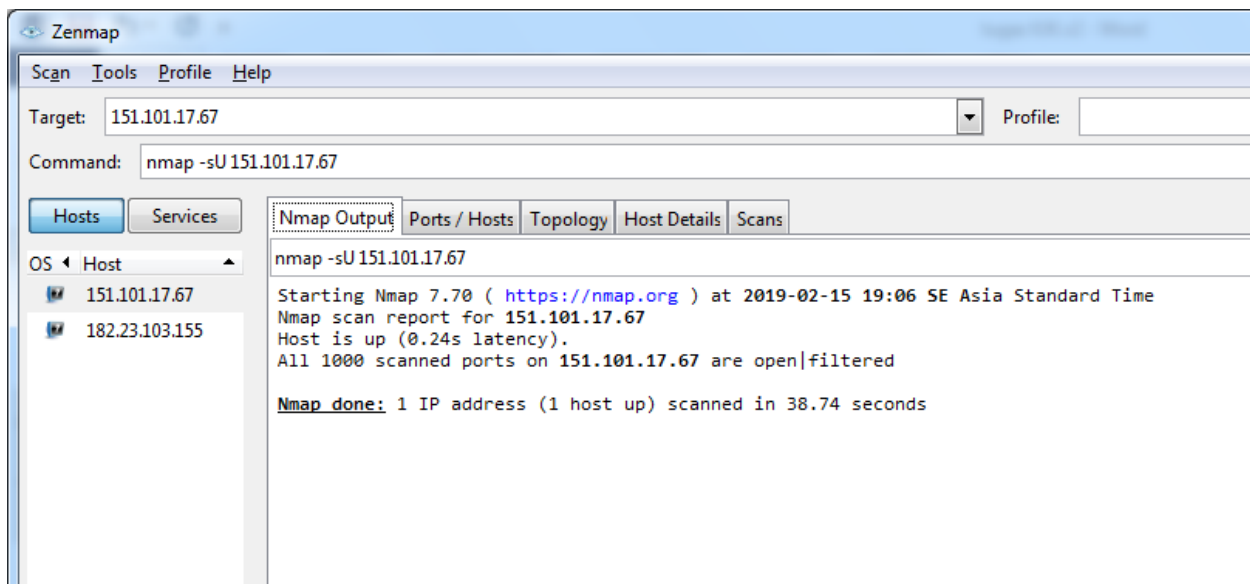 Zenmap
Scan Tools Profile Help
Target: 151.101.17.67 Profile:
Command: nmap -sU 151.101.17.67
Hosts Services
Nmap Output Ports / Hosts Topology Host Details Scans
OS Host
nmap -sU 151.101.17.67
151.101.17.67
182.23.103.155
Starting Nmap 7.70 ( https://nmap.org ) at 2019-02-15 19:06 SE Asia Standard Time
Nmap scan report for 151.101.17.67
Host is up (0.24s latency).
All 1000 scanned ports on 151.101.17.67 are open|filtered
Nmap done: 1 IP address (1 host up) scanned in 38.74 seconds